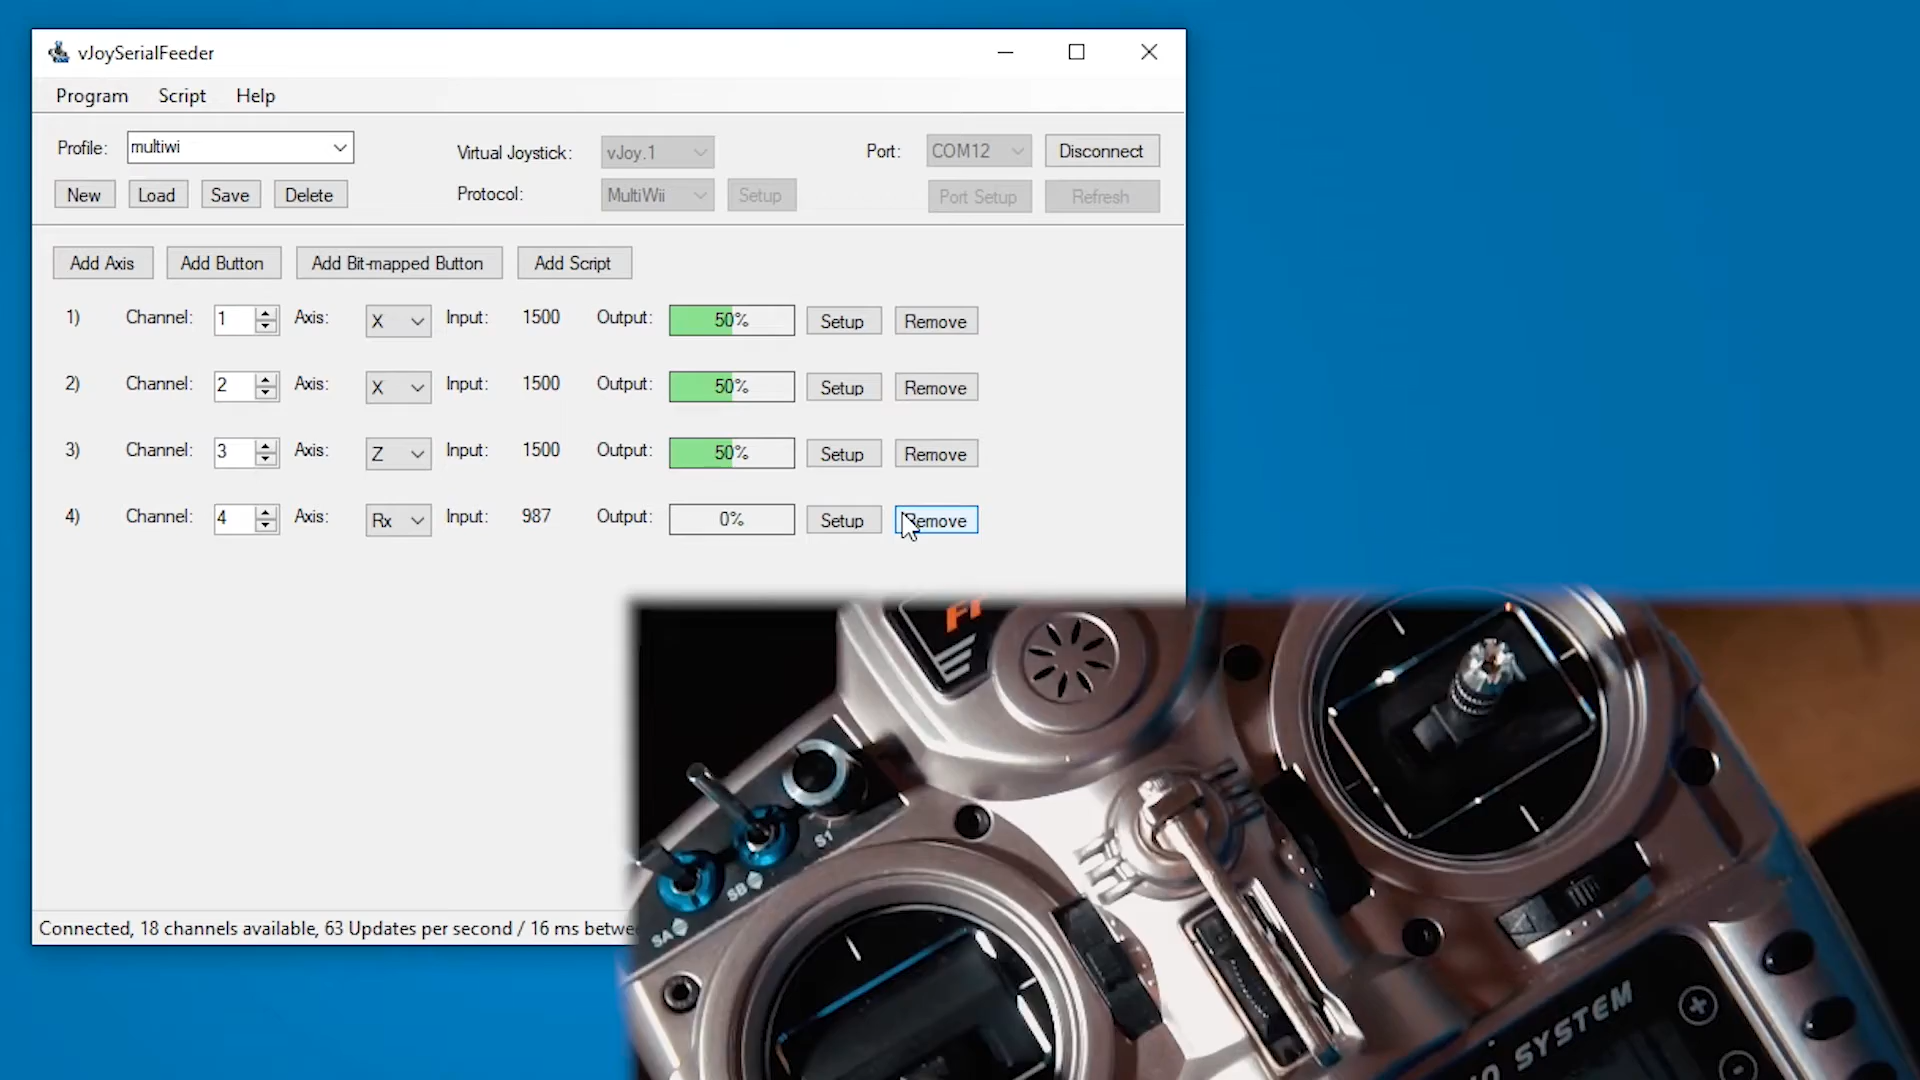 vJoySerialFeeder
Program Script Help
Profile: multiwi Virtual Joystick: vJoy.1 Port: COM12 Disconnect
New Load Save Delete Protocol: MultiWii Setup Port Setup Refresh
Add Axis Add Button Add Bit-mapped Button Add Script
1) Channel: 1 Axis: X Input: 1500 Output: 50% Setup Remove
2) Channel: 2 Axis: X Input: 1500 Output: 50% Setup Remove
3) Channel: 3 Axis: Z Input: 1500 Output: 50% Setup Remove
4) Channel: 4 Axis: Rx Input: 987 Output: 0% Setup Remove
Connected, 18 channels available, 63 Updates per second / 16 ms betwe
S1
SB
SA
SYSTEM